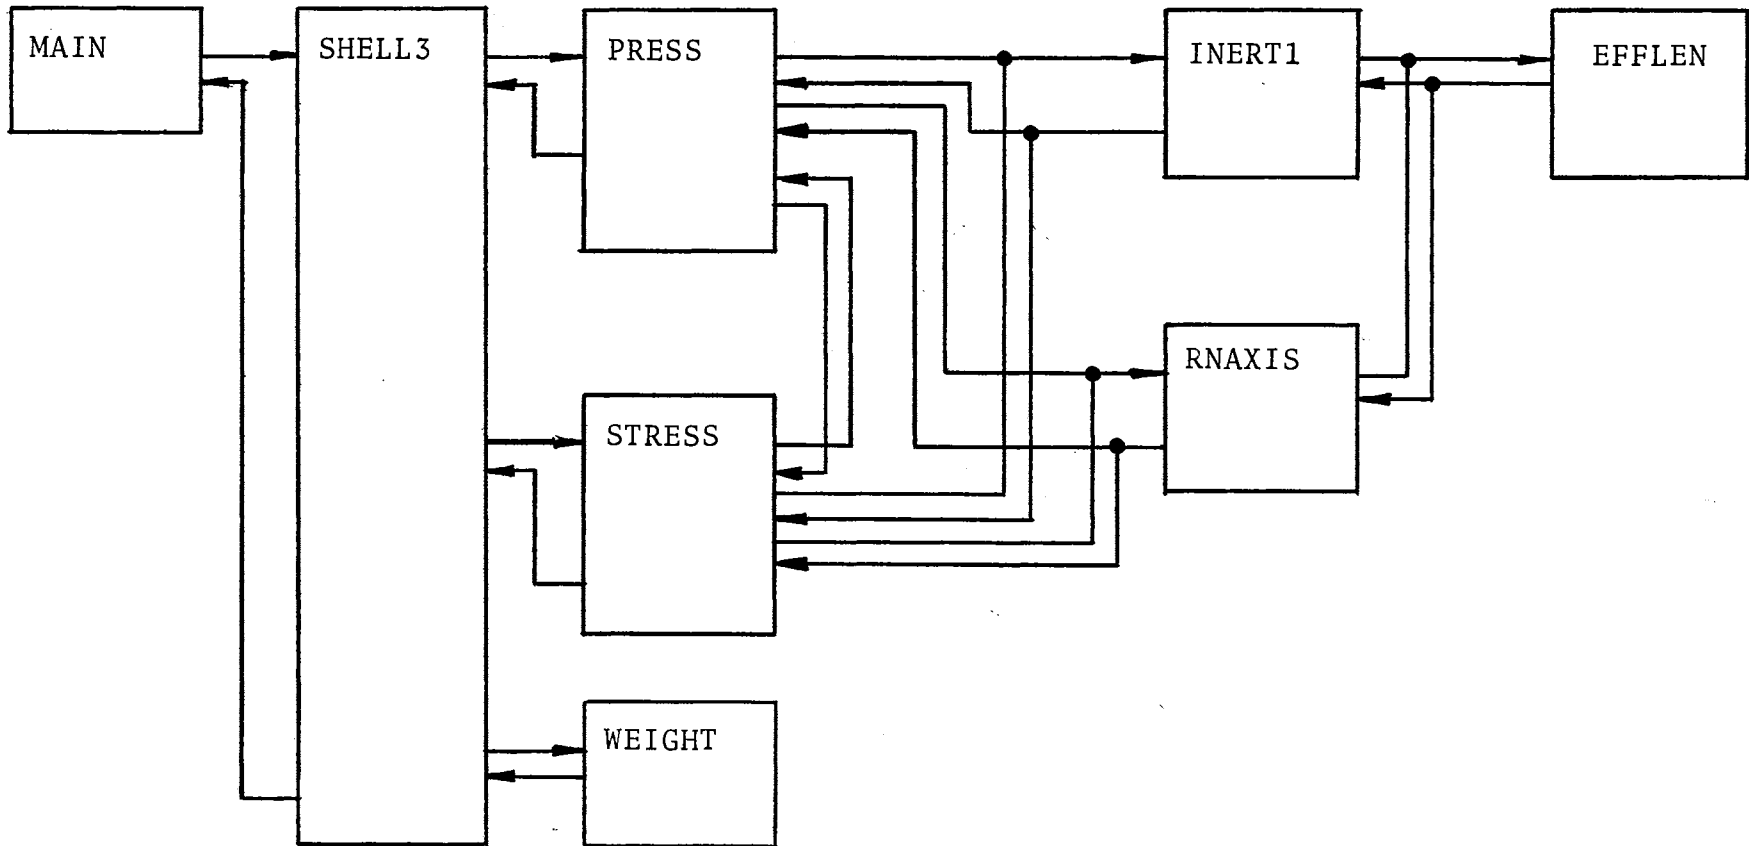 MAIN
SHELL3
PRESS
INERT1
EFFLEN
RNAXIS
STRESS
WEIGHT